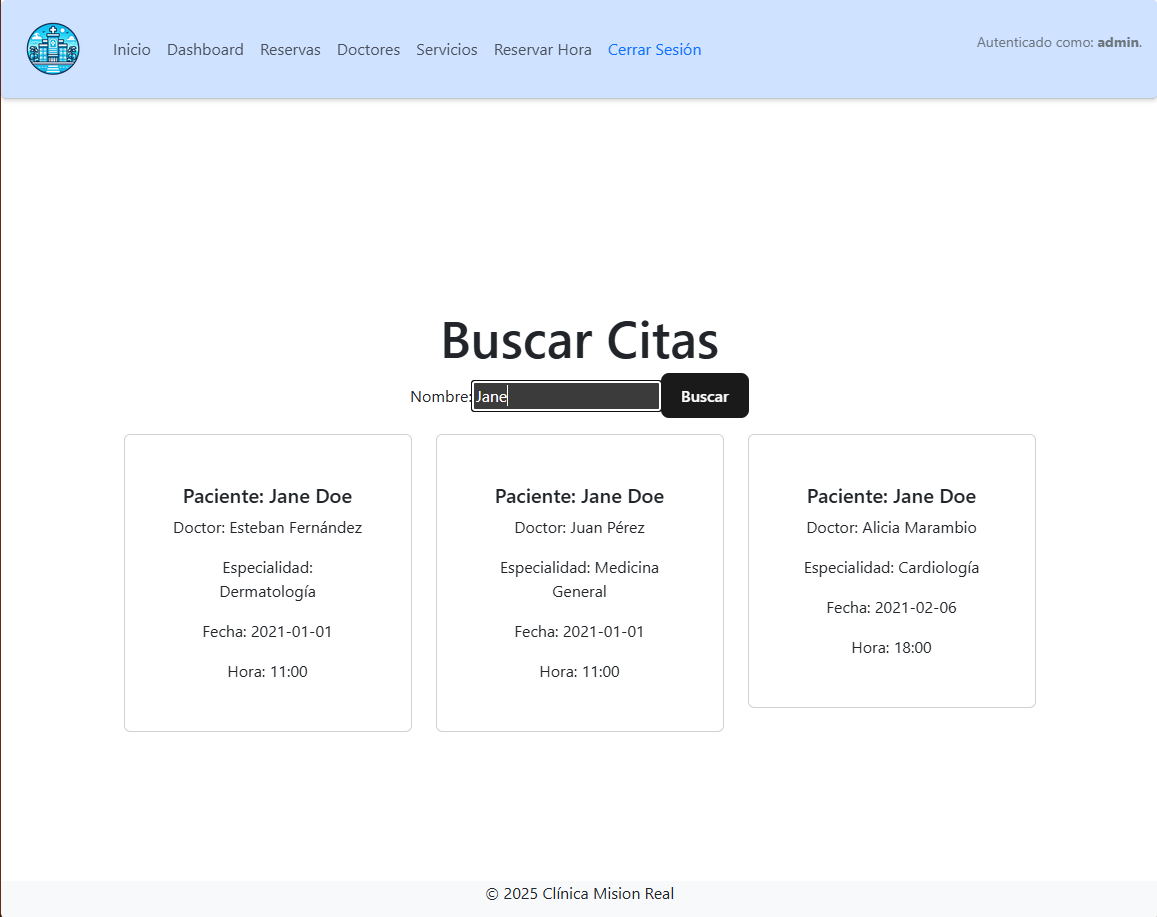 Inicio Dashboard Reservas Doctores Servicios Reservar Hora Cerrar Sesión
Autenticado como: admin.
Buscar Citas
Nombre: Jane Buscar
Paciente: Jane Doe
Doctor: Esteban Fernández
Especialidad:
Dermatología
Fecha: 2021-01-01
Hora: 11:00
Paciente: Jane Doe
Doctor: Juan Pérez
Especialidad: Medicina
General
Fecha: 2021-01-01
Hora: 11:00
Paciente: Jane Doe
Doctor: Alicia Marambio
Especialidad: Cardiología
Fecha: 2021-02-06
Hora: 18:00
© 2025 Clínica Mision Real